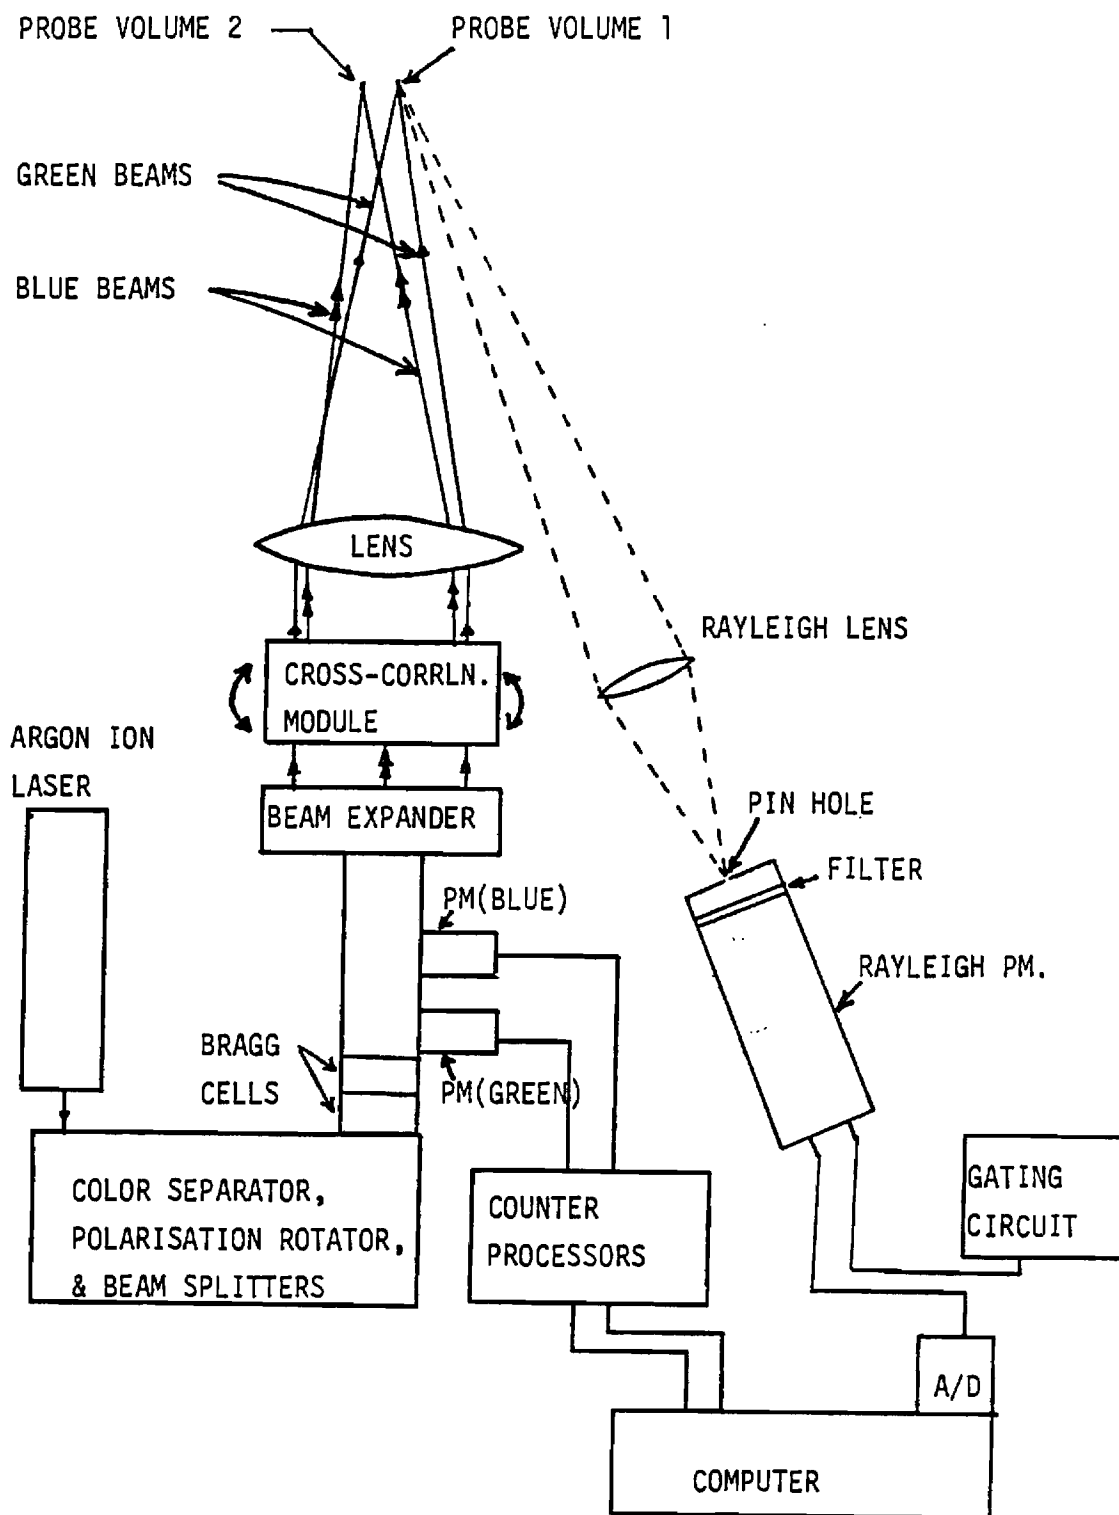 PROBE VOLUME 2
PROBE VOLUME 1
GREEN BEAMS
BLUE BEAMS
LENS
RAYLEIGH LENS
CROSS-CORRLN.
MODULE
ARGON ION
LASER
BEAM EXPANDER
PIN HOLE
FILTER
PM(BLUE)
RAYLEIGH PM.
BRAGG
CELLS
PM(GREEN)
COLOR SEPARATOR,
POLARISATION ROTATOR,
& BEAM SPLITTERS
COUNTER
PROCESSORS
GATING
CIRCUIT
A/D
COMPUTER